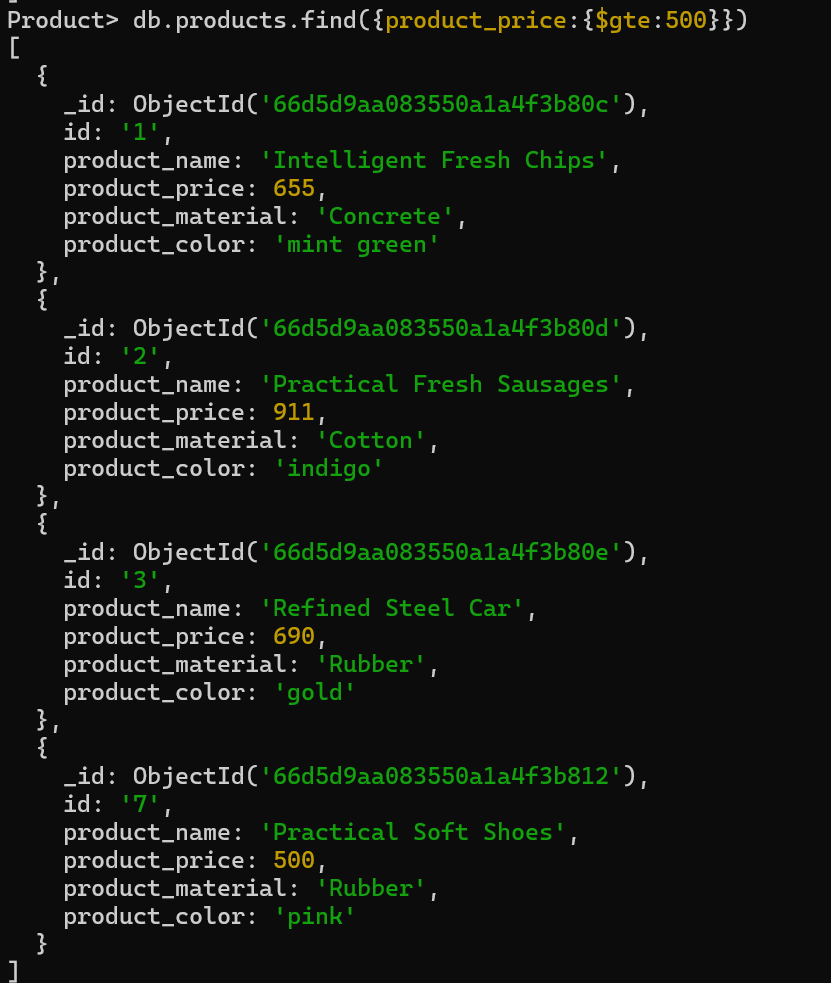 Product> db.products.find({product_price:{$gte:500}})
[
  {
    _id: ObjectId('66d5d9aa083550a1a4f3b80c'),
    id: '1',
    product_name: 'Intelligent Fresh Chips',
    product_price: 655,
    product_material: 'Concrete',
    product_color: 'mint green'
  },
  {
    _id: ObjectId('66d5d9aa083550a1a4f3b80d'),
    id: '2',
    product_name: 'Practical Fresh Sausages',
    product_price: 911,
    product_material: 'Cotton',
    product_color: 'indigo'
  },
  {
    _id: ObjectId('66d5d9aa083550a1a4f3b80e'),
    id: '3',
    product_name: 'Refined Steel Car',
    product_price: 690,
    product_material: 'Rubber',
    product_color: 'gold'
  },
  {
    _id: ObjectId('66d5d9aa083550a1a4f3b812'),
    id: '7',
    product_name: 'Practical Soft Shoes',
    product_price: 500,
    product_material: 'Rubber',
    product_color: 'pink'
  }
]